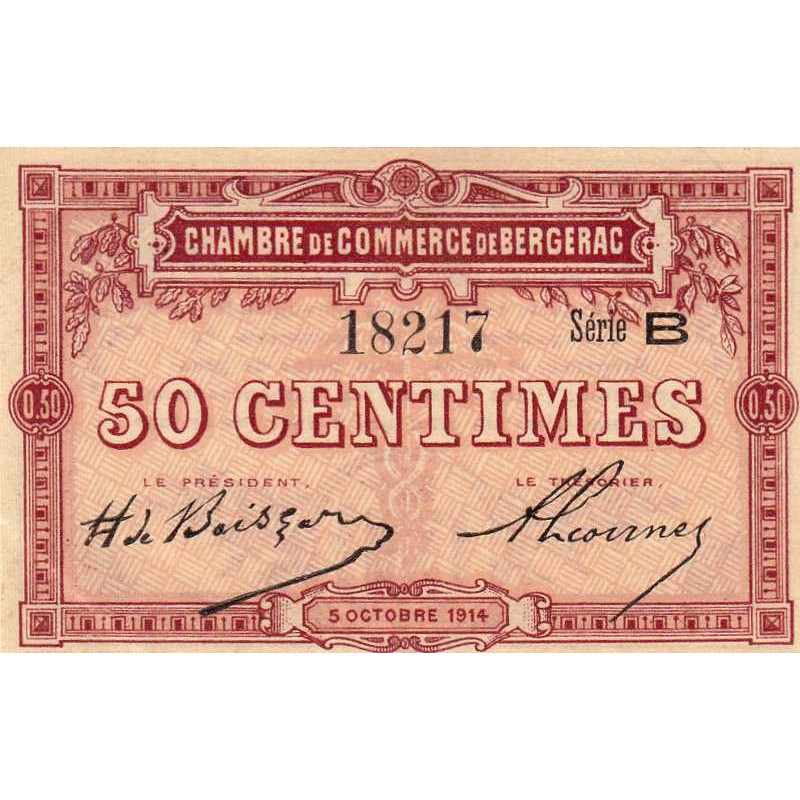 CHAMBRE DE COMMERCE DE BERGERAC
18217 Série B
0.50 50 CENTIMES 0.50
LE PRÉSIDENT, LE TRÉSORIER,
H de
5 OCTOBRE 1914